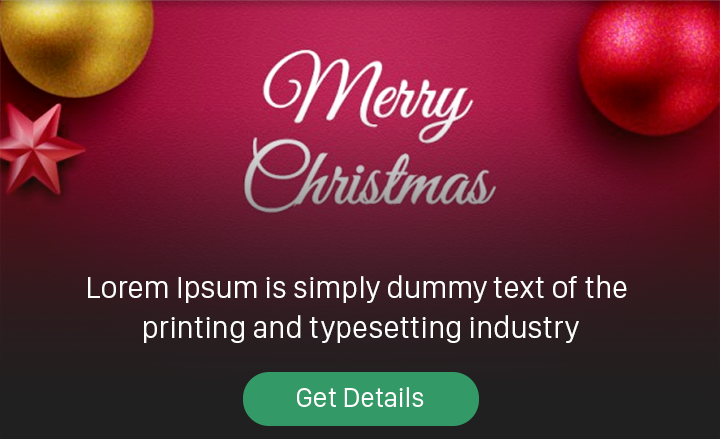 Merry
Christmas
Lorem Ipsum is simply dummy text of the
printing and typesetting industry
Get Details